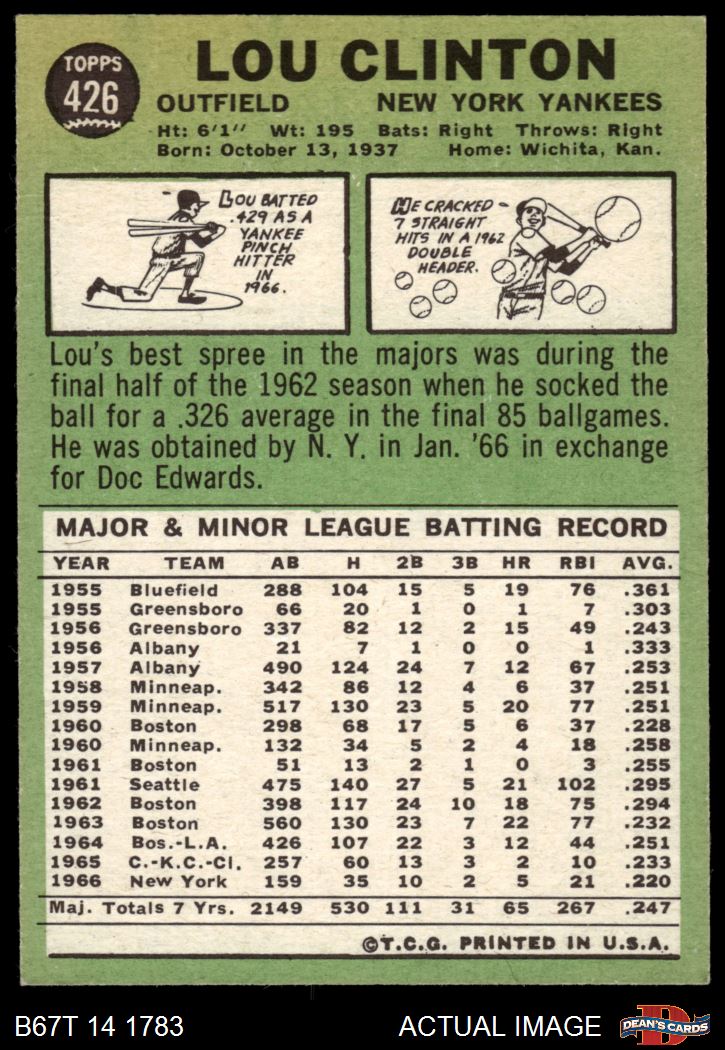 TOPPS
426
LOU CLINTON
OUTFIELD NEW YORK YANKEES
Ht: 6'1" Wt: 195 Bats: Right Throws: Right
Born: October 13, 1937 Home: Wichita, Kan.
LOU BATTED
.429 AS A
YANKEE
PINCH
HITTER
IN
1966.
HE CRACKED -
7 STRAIGHT
HITS IN A 1962
DOUBLE
HEADER.
Lou's best spree in the majors was during the
final half of the 1962 season when he socked the
ball for a .326 average in the final 85 ballgames.
He was obtained by N. Y. in Jan. '66 in exchange
for Doc Edwards.
MAJOR & MINOR LEAGUE BATTING RECORD
YEAR TEAM AB H 2B 3B HR RBI AVG.
1955 Bluefield 288 104 15 5 19 76 .361
1955 Greensboro 66 20 1 0 1 7 .303
1956 Greensboro 337 82 12 2 15 49 .243
1956 Albany 21 7 1 0 0 1 .333
1957 Albany 490 124 24 7 12 67 .253
1958 Minneap. 342 86 12 4 6 37 .251
1959 Minneap. 517 130 23 5 20 77 .251
1960 Boston 298 68 17 5 6 37 .228
1960 Minneap. 132 34 5 2 4 18 .258
1961 Boston 51 13 2 1 0 3 .255
1961 Seattle 475 140 27 5 21 102 .295
1962 Boston 398 117 24 10 18 75 .294
1963 Boston 560 130 23 7 22 77 .232
1964 Bos.-L.A. 426 107 22 3 12 44 .251
1965 C.-K.C.-Cl. 257 60 13 3 2 10 .233
1966 New York 159 35 10 2 5 21 .220
Maj. Totals 7 Yrs. 2149 530 111 31 65 267 .247
©T.C.G. PRINTED IN U.S.A.
B67T 14 1783 ACTUAL IMAGE DEAN'S CARDS